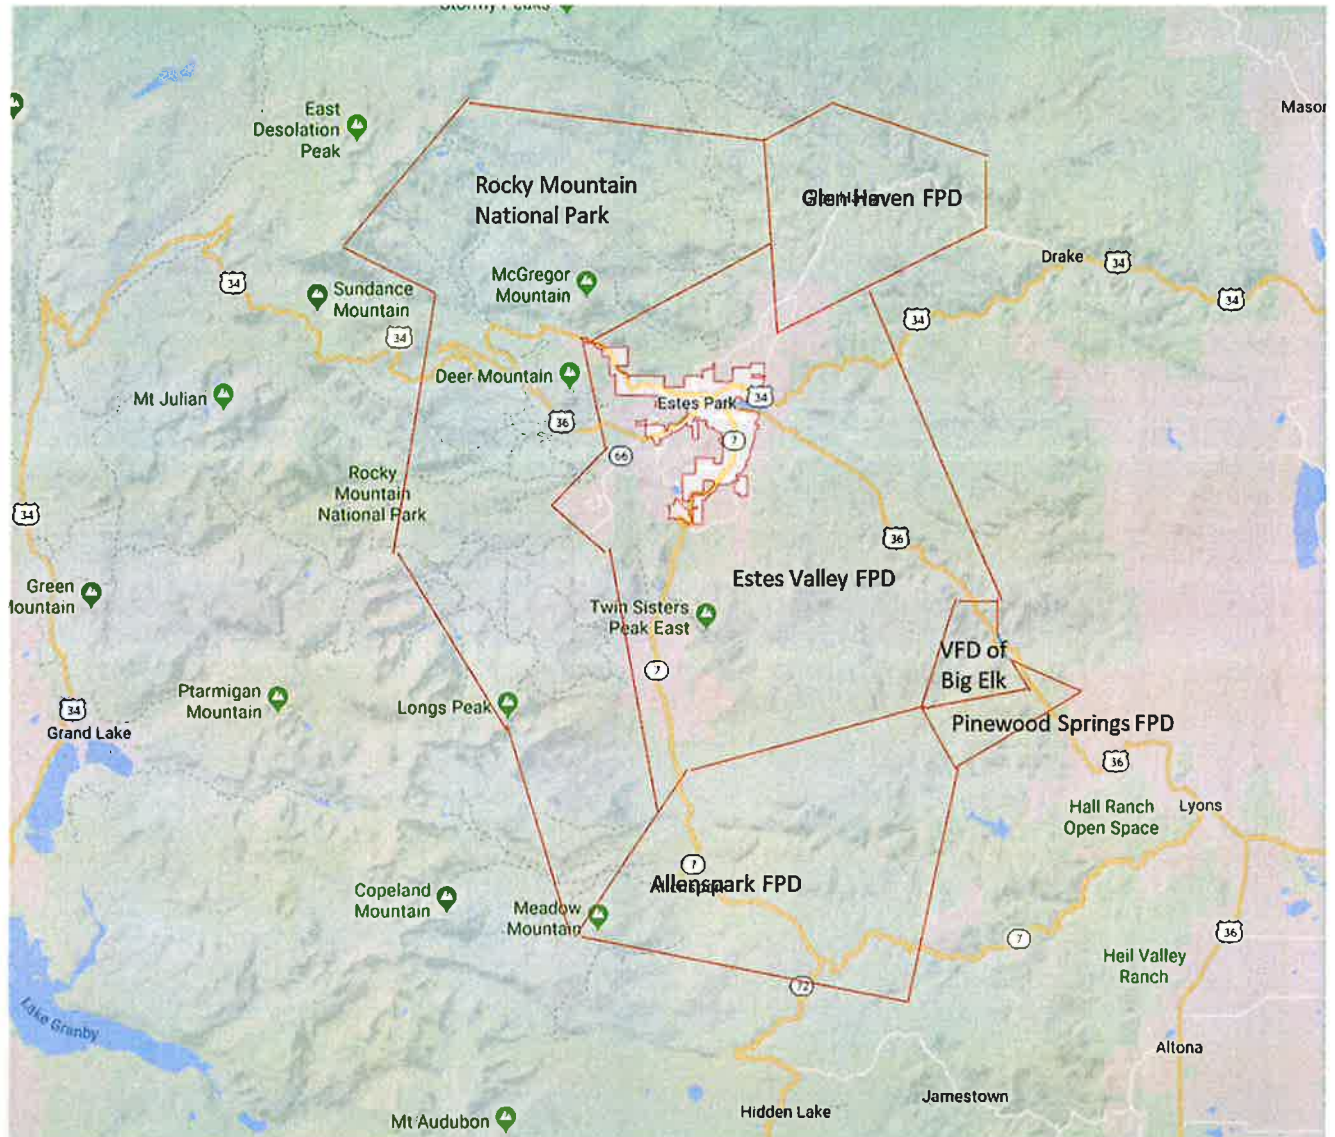 Stormy Peaks
East
Desolation
Peak
Mason
Rocky Mountain
National Park
Glen Haven FPD
Drake
34
34
34
McGregor
Mountain
Sundance
Mountain
34
34
34
Deer Mountain
Mt Julian
Estes Park
34
36
7
66
Rocky
Mountain
National Park
34
36
Green
Mountain
Estes Valley FPD
Twin Sisters
Peak East
VFD of
Big Elk
7
Ptarmigan
Mountain
Longs Peak
34
Grand Lake
Pinewood Springs FPD
36
Hall Ranch
Open Space
Lyons
7
Allenspark FPD
Copeland
Mountain
Meadow
Mountain
7
36
Heil Valley
Ranch
72
Lake Granby
Altona
Jamestown
Hidden Lake
Mt Audubon